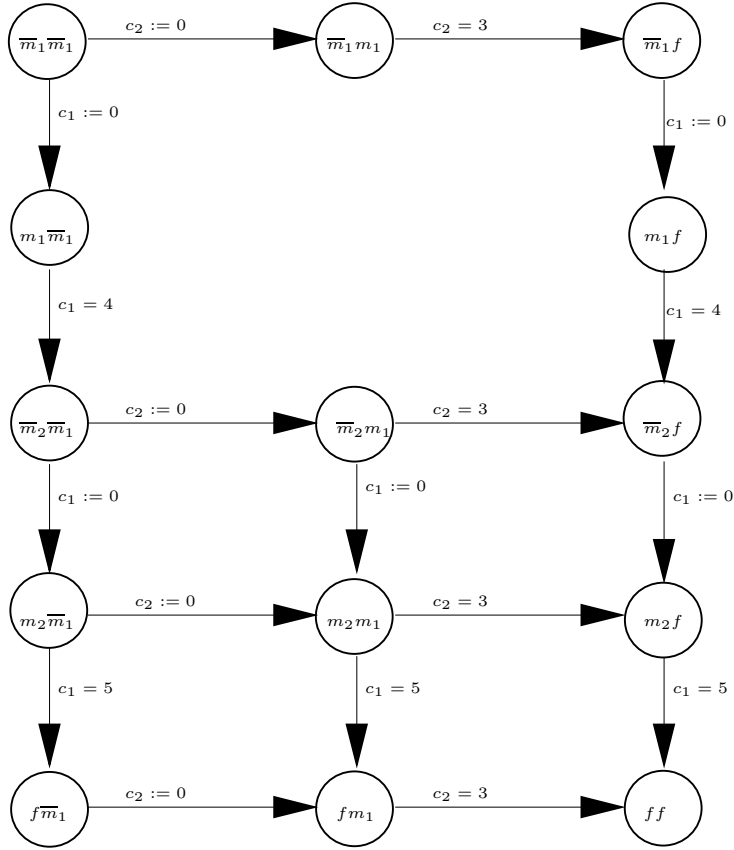 c₂ := 0 c₂ = 3
m̅₁m̅₁ m̅₁m₁ m̅₁f
c₁ := 0 c₁ := 0
m₁m̅₁ m₁f
c₁ = 4 c₁ = 4
c₂ := 0 c₂ = 3
m̅₂m̅₁ m̅₂m₁ m̅₂f
c₁ := 0 c₁ := 0 c₁ := 0
c₂ := 0 c₂ = 3
m₂m̅₁ m₂m₁ m₂f
c₁ = 5 c₁ = 5 c₁ = 5
c₂ := 0 c₂ = 3
fm̅₁ fm₁ ff